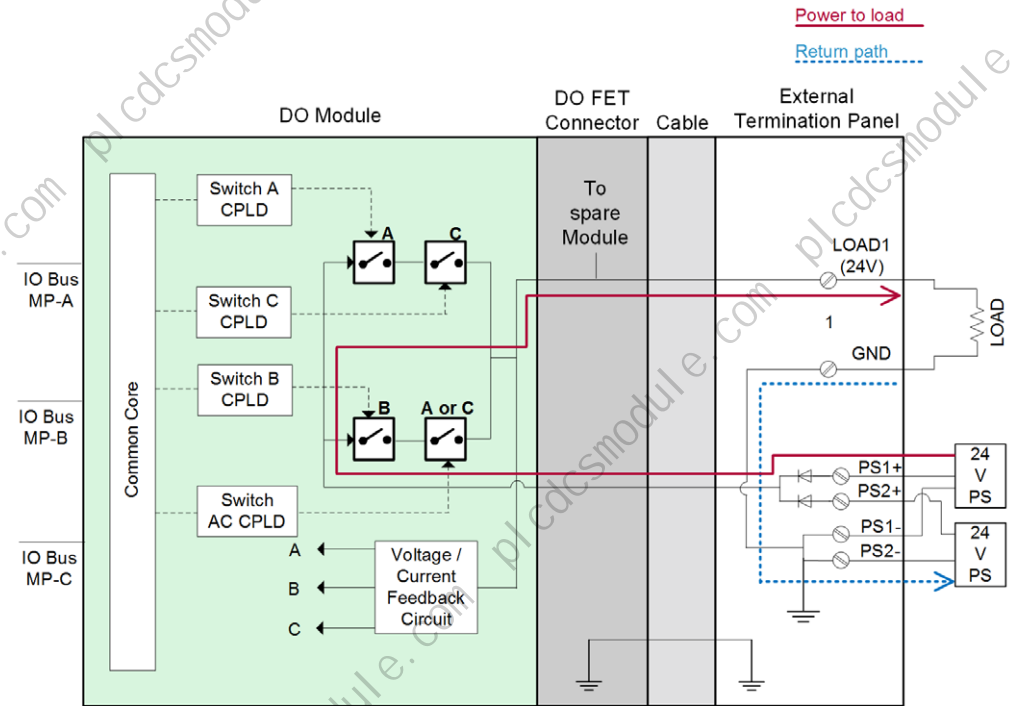 Power to load
Return path
DO Module
DO FET
Connector
Cable
External
Termination Panel
IO Bus
MP-A
IO Bus
MP-B
IO Bus
MP-C
Common Core
Switch A
CPLD
Switch C
CPLD
Switch B
CPLD
Switch
AC CPLD
A
C
B
A or C
A
B
C
Voltage /
Current
Feedback
Circuit
To
spare
Module
LOAD1
(24V)
1
GND
LOAD
PS1+
PS2+
PS1-
PS2-
24
V
PS
24
V
PS
plcdcsmodu
.com
plcdcsmodule
plcdcsmodule.com
dule.com